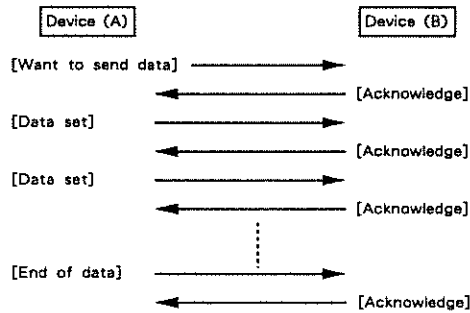 Device (A) Device (B)
[Want to send data]
[Acknowledge]
[Data set]
[Acknowledge]
[Data set]
[Acknowledge]
[End of data]
[Acknowledge]